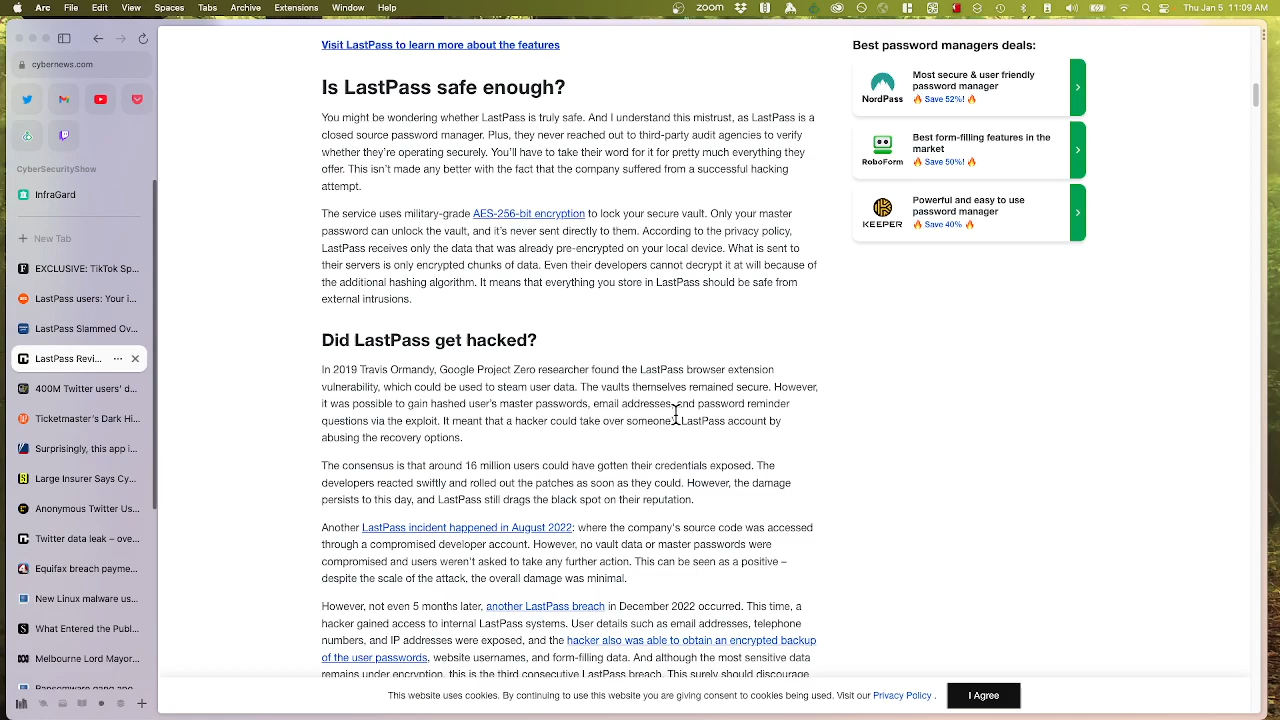 Arc File Edit View Spaces Tabs Archive Extensions Window Help
200%
Thu Jan 5 11:09 AM
cybernews.com
CyberSecurity360
InfraGard
New Tab
EXCLUSIVE: TikTok Sp...
LastPass users: Your i...
LastPass Slammed Ov...
LastPass Revi...
400M Twitter users' d...
Ticketmaster's Dark Hi...
Surprisingly, this app i...
Large Insurer Says Cy...
Anonymous Twitter Us...
Twitter data leak – ove...
Equifax breach payme...
New Linux malware us...
What Entered the Publ...
Melbourne Law profes...
Ransomware gang apo...
Visit LastPass to learn more about the features
Is LastPass safe enough?
You might be wondering whether LastPass is truly safe. And I understand this mistrust, as LastPass is a
closed source password manager. Plus, they never reached out to third-party audit agencies to verify
whether they're operating securely. You'll have to take their word for it for pretty much everything they
offer. This isn't made any better with the fact that the company suffered from a successful hacking
attempt.
The service uses military-grade AES-256-bit encryption to lock your secure vault. Only your master
password can unlock the vault, and it's never sent directly to them. According to the privacy policy,
LastPass receives only the data that was already pre-encrypted on your local device. What is sent to
their servers is only encrypted chunks of data. Even their developers cannot decrypt it at will because of
the additional hashing algorithm. It means that everything you store in LastPass should be safe from
external intrusions.
Did LastPass get hacked?
In 2019 Travis Ormandy, Google Project Zero researcher found the LastPass browser extension
vulnerability, which could be used to steam user data. The vaults themselves remained secure. However,
it was possible to gain hashed user's master passwords, email addresses, and password reminder
questions via the exploit. It meant that a hacker could take over someone's LastPass account by
abusing the recovery options.
The consensus is that around 16 million users could have gotten their credentials exposed. The
developers reacted swiftly and rolled out the patches as soon as they could. However, the damage
persists to this day, and LastPass still drags the black spot on their reputation.
Another LastPass incident happened in August 2022: where the company's source code was accessed
through a compromised developer account. However, no vault data or master passwords were
compromised and users weren't asked to take any further action. This can be seen as a positive –
despite the scale of the attack, the overall damage was minimal.
However, not even 5 months later, another LastPass breach in December 2022 occurred. This time, a
hacker gained access to internal LastPass systems. User details such as email addresses, telephone
numbers, and IP addresses were exposed, and the hacker also was able to obtain an encrypted backup
of the user passwords, website usernames, and form-filling data. And although the most sensitive data
remains under encryption, this is the third consecutive LastPass breach. This surely should discourage
Best password managers deals:
NordPass
Most secure & user friendly
password manager
Save 52%!
RoboForm
Best form-filling features in the
market
Save 50%!
KEEPER
Powerful and easy to use
password manager
Save 40%
This website uses cookies. By continuing to use this website you are giving consent to cookies being used. Visit our Privacy Policy .
I Agree